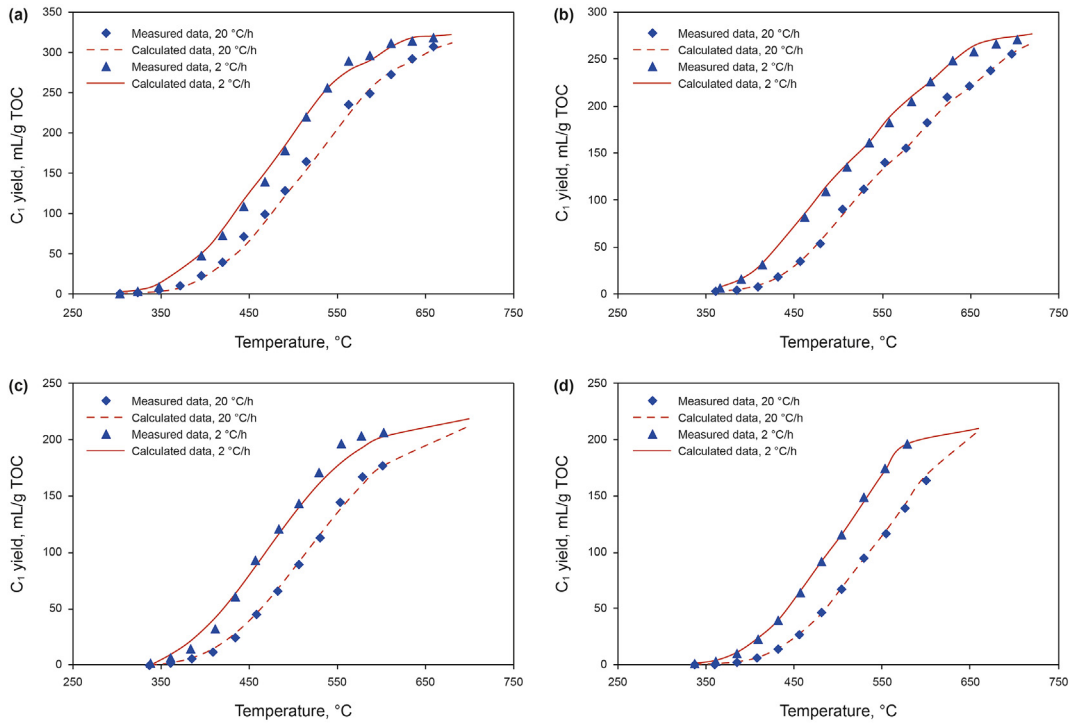 (a)
350
300
250
200
150
100
50
0
C₁ yield, mL/g TOC
Measured data, 20 °C/h
Calculated data, 20 °C/h
Measured data, 2 °C/h
Calculated data, 2 °C/h
250 350 450 550 650 750
Temperature, °C
(b)
300
250
200
150
100
50
0
C₁ yield, mL/g TOC
Measured data, 20 °C/h
Calculated data, 20 °C/h
Measured data, 2 °C/h
Calculated data, 2 °C/h
250 350 450 550 650 750
Temperature, °C
(c)
250
200
150
100
50
0
C₁ yield, mL/g TOC
Measured data, 20 °C/h
Calculated data, 20 °C/h
Measured data, 2 °C/h
Calculated data, 2 °C/h
250 350 450 550 650 750
Temperature, °C
(d)
250
200
150
100
50
0
C₁ yield, mL/g TOC
Measured data, 20 °C/h
Calculated data, 20 °C/h
Measured data, 2 °C/h
Calculated data, 2 °C/h
250 350 450 550 650 750
Temperature, °C